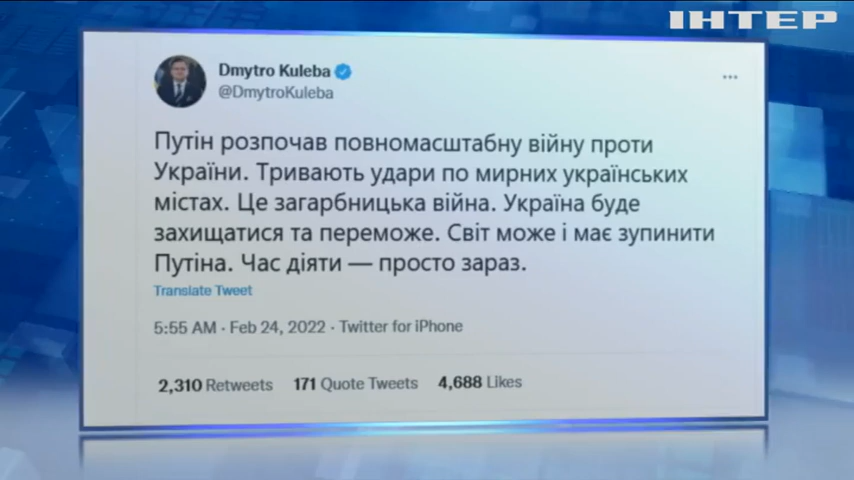 ІНТЕР
Dmytro Kuleba
@DmytroKuleba
Путін розпочав повномасштабну війну проти
України. Тривають удари по мирних українських
містах. Це загарбницька війна. Україна буде
захищатися та переможе. Світ може і має зупинити
Путіна. Час діяти — просто зараз.
Translate Tweet
5:55 AM · Feb 24, 2022 · Twitter for iPhone
2,310 Retweets 171 Quote Tweets 4,688 Likes